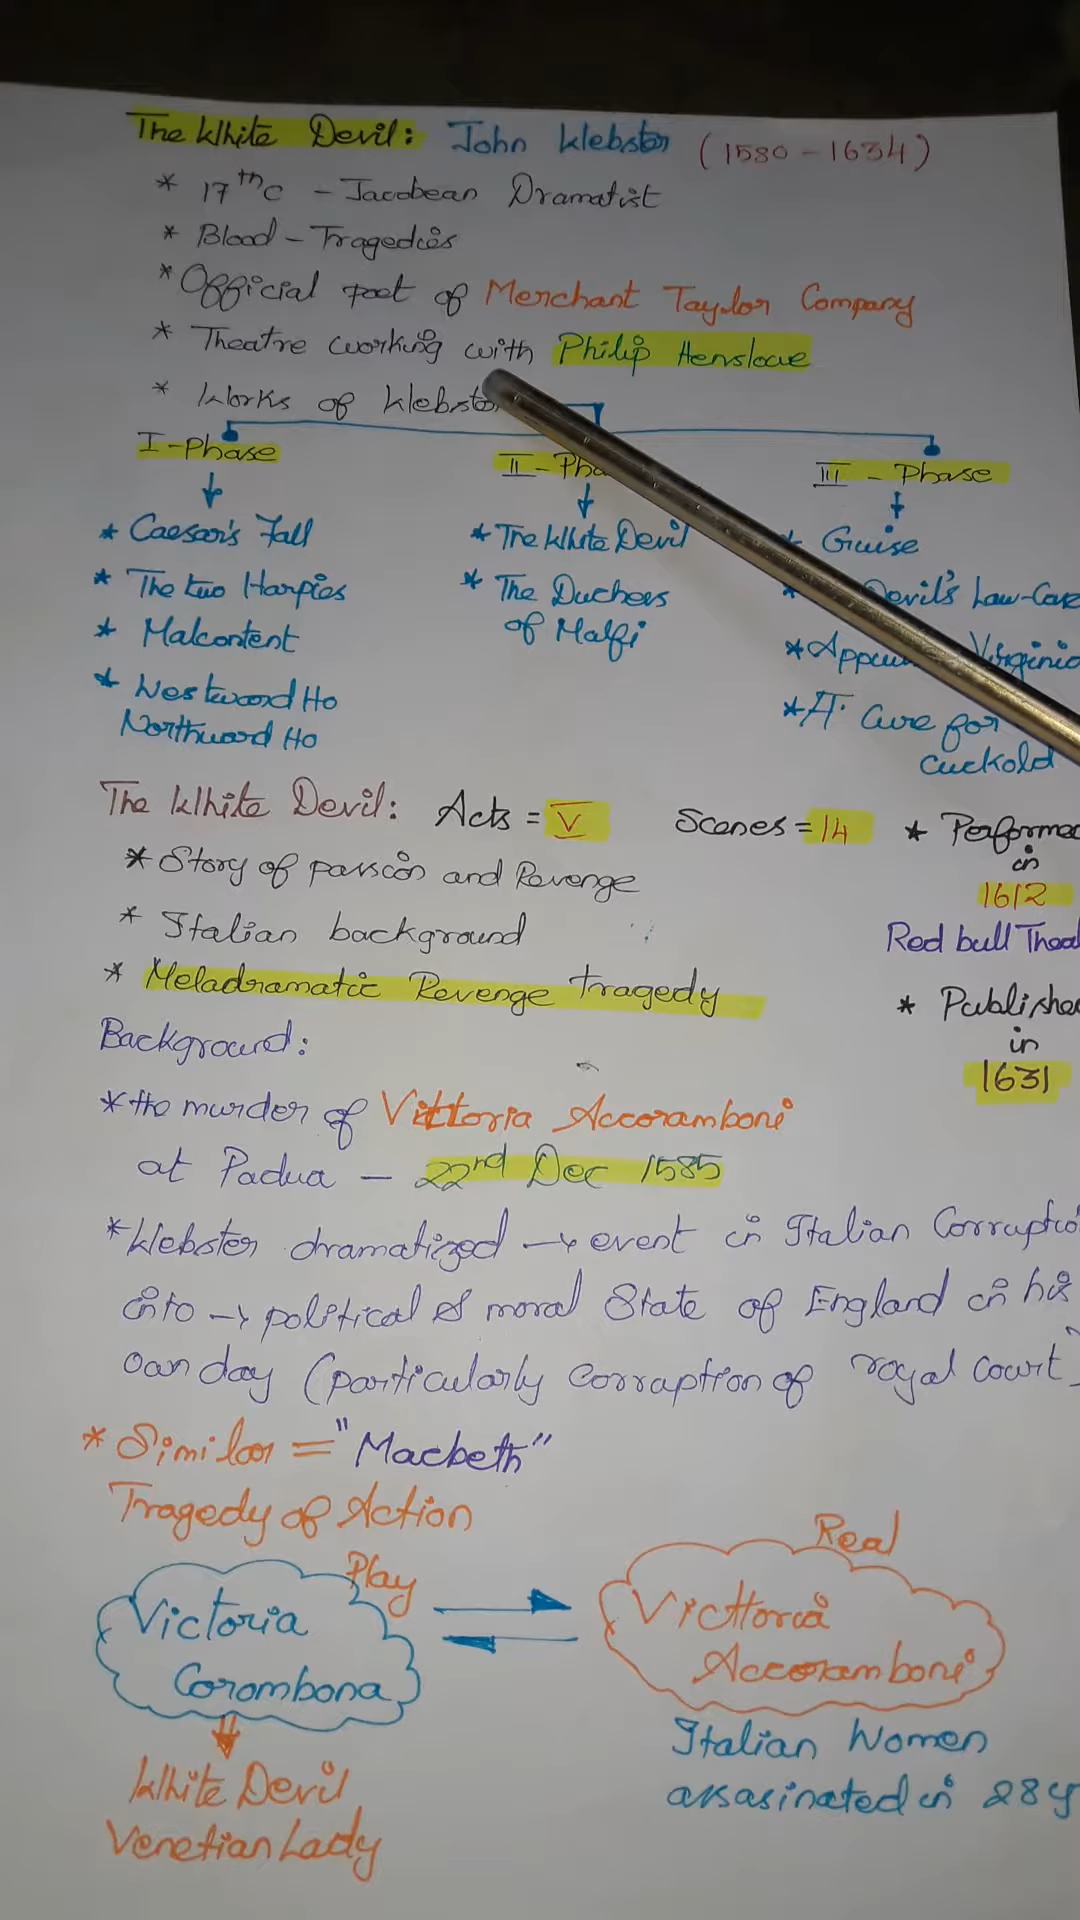 The White Devil: John Webster (1580-1634)
* 17th C - Jacobean Dramatist
* Blood - Tragedies
* Official poet of Merchant Taylor Company
* Theatre working with Philip Henslowe
* Works of Webster
I - Phase II - Pha III - Phase
* Caesar's Fall * The White Devil * Guise
* The two Harpies * The Duchess Devil's Law-Case
* Malcontent of Malfi * Appiu Virginia
* Westward Ho * A Cure for
Northward Ho Cuckold
The White Devil: Acts = V Scenes = 14 * Performed
* Story of passion and Revenge in
1612
* Italian background Red bull Theat
* Meladramatic Revenge tragedy * Published
Background: in
1631
* the murder of Vittoria Accoramboni
at Padua - 22nd Dec 1585
* Webster dramatized → event in Italian Corruptio
into → political & moral State of England in his
own day (particularly corruption of royal court)
* Similar = "Macbeth"
Tragedy of Action
Play Real
Victoria Victtoria
Corombona Accoramboni
Italian Women
White Devil assasinated in 28 y
Venetian Lady